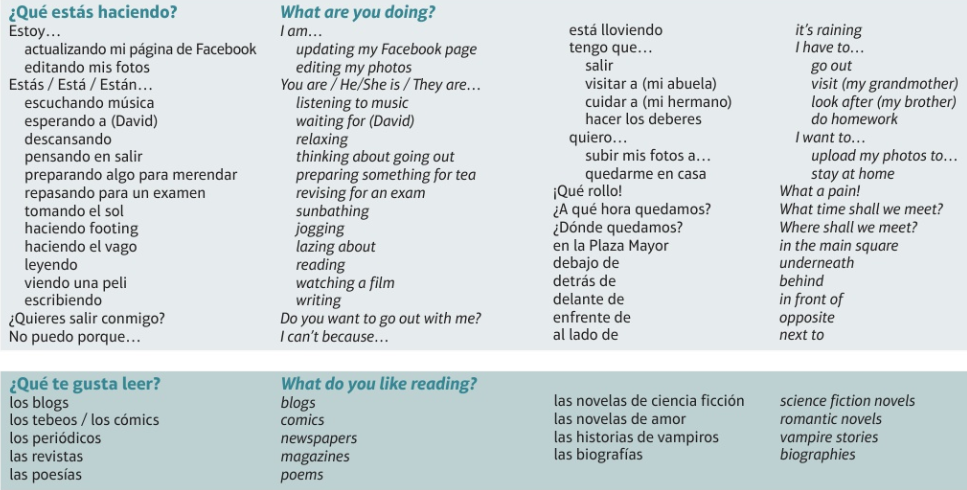 ¿Qué estás haciendo? What are you doing?
Estoy… I am…
actualizando mi página de Facebook updating my Facebook page
editando mis fotos editing my photos
Estás / Está / Están… You are / He/She is / They are…
escuchando música listening to music
esperando a (David) waiting for (David)
descansando relaxing
pensando en salir thinking about going out
preparando algo para merendar preparing something for tea
repasando para un examen revising for an exam
tomando el sol sunbathing
haciendo footing jogging
haciendo el vago lazing about
leyendo reading
viendo una peli watching a film
escribiendo writing
¿Quieres salir conmigo? Do you want to go out with me?
No puedo porque… I can't because…
está lloviendo it's raining
tengo que… I have to…
salir go out
visitar a (mi abuela) visit (my grandmother)
cuidar a (mi hermano) look after (my brother)
hacer los deberes do homework
quiero… I want to…
subir mis fotos a… upload my photos to…
quedarme en casa stay at home
¡Qué rollo! What a pain!
¿A qué hora quedamos? What time shall we meet?
¿Dónde quedamos? Where shall we meet?
en la Plaza Mayor in the main square
debajo de underneath
detrás de behind
delante de in front of
enfrente de opposite
al lado de next to
¿Qué te gusta leer? What do you like reading?
los blogs blogs
los tebeos / los cómics comics
los periódicos newspapers
las revistas magazines
las poesías poems
las novelas de ciencia ficción science fiction novels
las novelas de amor romantic novels
las historias de vampiros vampire stories
las biografías biographies